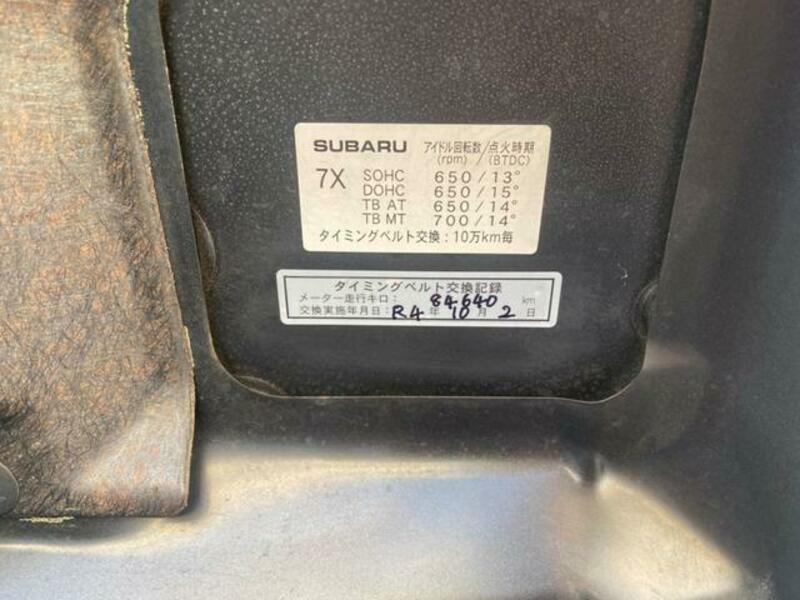 SUBARU アイドル回転数/点火時期
(rpm) / (BTDC)
7X SOHC 650/13°
DOHC 650/15°
TB AT 650/14°
TB MT 700/14°
タイミングベルト交換:10万km毎
タイミングベルト交換記録
メーター走行キロ: 84640 km
交換実施年月日: R4年 10月 2日